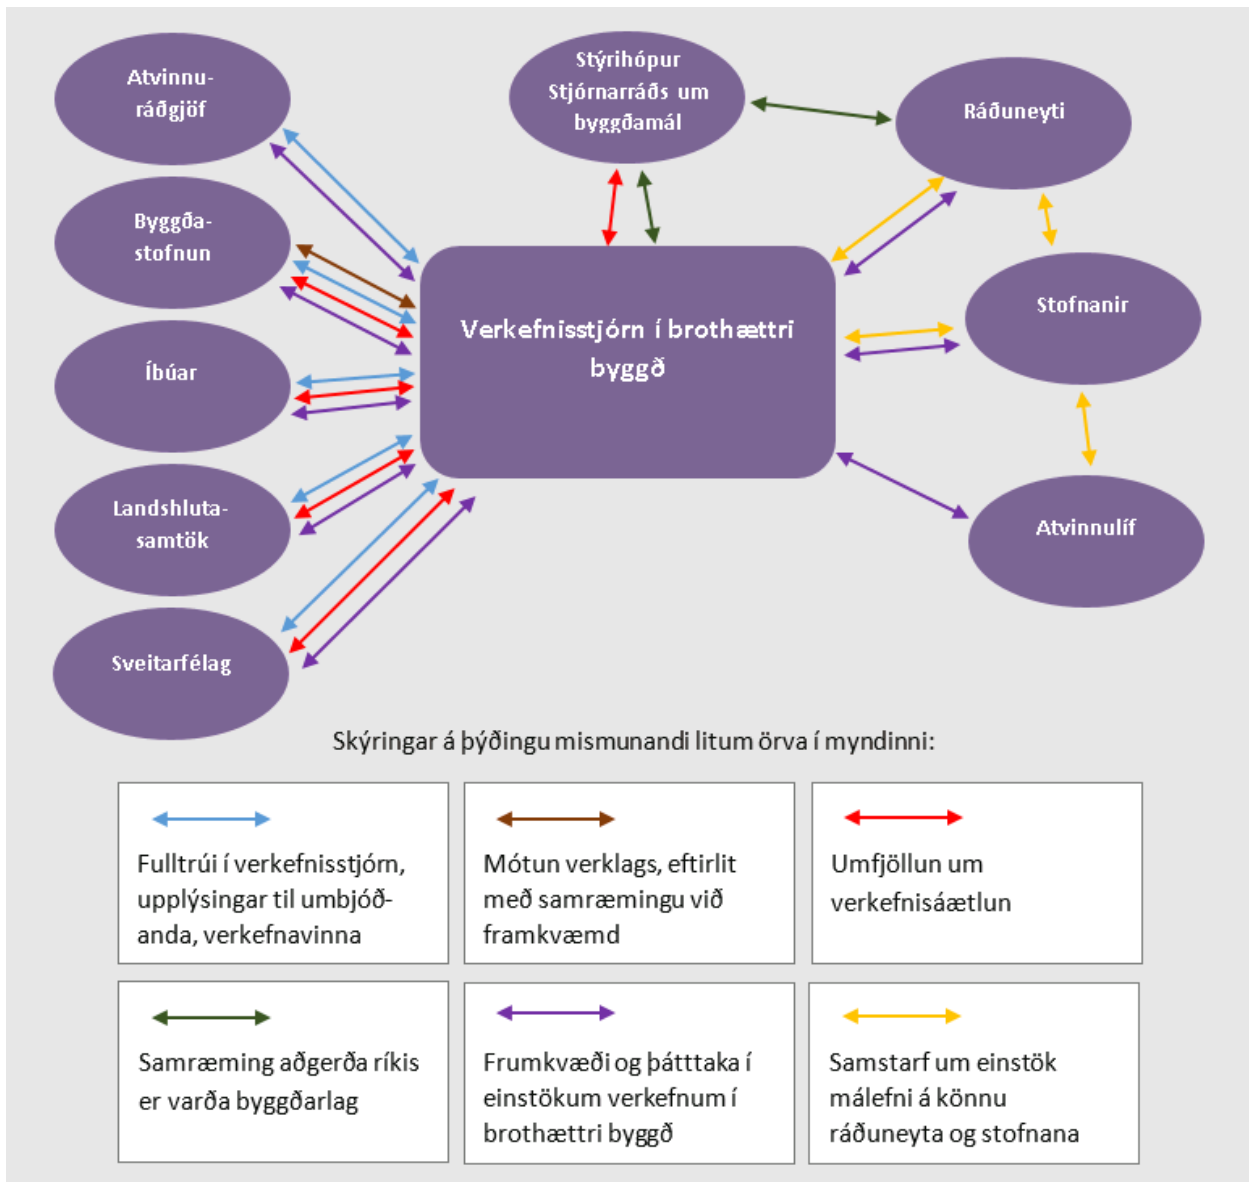 Atvinnu-
ráðgjöf
Byggða-
stofnun
Íbúar
Landshluta-
samtök
Sveitarfélag
Stýrihópur
Stjórnarráðs um
byggðamál
Ráðuneyti
Stofnanir
Atvinnulíf
Verkefnisstjórn í brothættri
byggð
Skýringar á þýðingu mismunandi litum örva í myndinni:
Fulltrúi í verkefnisstjórn,
upplýsingar til umbjóð-
anda, verkefnavinna
Mótun verklags, eftirlit
með samræmingu við
framkvæmd
Umfjöllun um
verkefnisáætlun
Samræming aðgerða ríkis
er varða byggðarlag
Frumkvæði og þátttaka í
einstökum verkefnum í
brothættri byggð
Samstarf um einstök
málefni á könnu
ráðuneyta og stofnana